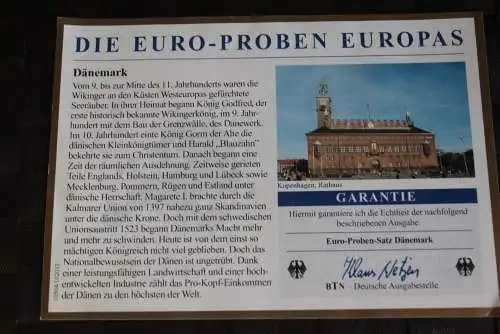 DIE EURO-PROBEN EUROPAS
Dänemark
Vom 9. bis zur Mitte des 11. Jahrhunderts waren die
Wikinger an den Küsten Westeuropas gefürchtete
Seeräuber. In ihrer Heimat begann König Godfred, der
erste historisch bekannte Wikingerkönig, im 9. Jahr-
hundert mit dem Bau der Grenzwälle, des Danewerk.
Im 10. Jahrhundert einte König Gorm der Alte die
dänischen Kleinkönigtümer und Harald „Blauzahn"
bekehrte sie zum Christentum. Danach begann eine
Zeit der räumlichen Ausdehnung. Zeitweise gerieten
Teile Englands, Holstein, Hamburg und Lübeck sowie
Mecklenburg, Pommern, Rügen und Estland unter
dänische Herrschaft. Magarete I. brachte durch die
Kalmarer Union von 1397 nahezu ganz Skandinavien
unter die dänische Krone. Doch mit dem schwedischen
Unionsaustritt 1523 begann Dänemarks Macht mehr
und mehr zu schwinden. Heute ist von dem einst so
mächtigen Königreich nicht viel geblieben. Doch das
Nationalbewusstsein der Dänen ist ungetrübt. Dank
einer leistungsfähigen Landwirtschaft und einer hoch-
entwickelten Industrie zählt das Pro-Kopf-Einkommen
der Dänen zu den höchsten der Welt.
Kopenhagen, Rathaus
GARANTIE
Hiermit garantiere ich die Echtheit der nachfolgend
beschriebenen Ausgabe.
Euro-Proben-Satz Dänemark
BTN – Deutsche Ausgabestelle